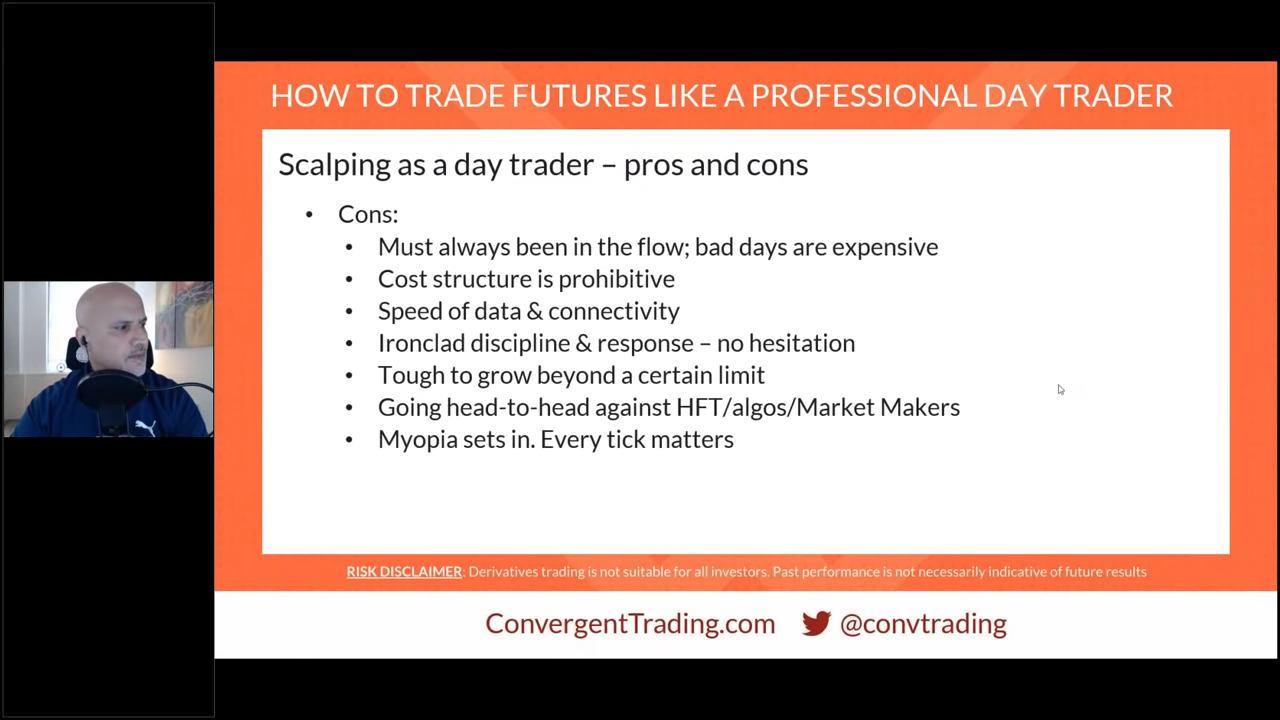 HOW TO TRADE FUTURES LIKE A PROFESSIONAL DAY TRADER
Scalping as a day trader – pros and cons
• Cons:
• Must always been in the flow; bad days are expensive
• Cost structure is prohibitive
• Speed of data & connectivity
• Ironclad discipline & response – no hesitation
• Tough to grow beyond a certain limit
• Going head-to-head against HFT/algos/Market Makers
• Myopia sets in. Every tick matters
RISK DISCLAIMER: Derivatives trading is not suitable for all investors. Past performance is not necessarily indicative of future results
ConvergentTrading.com @convtrading